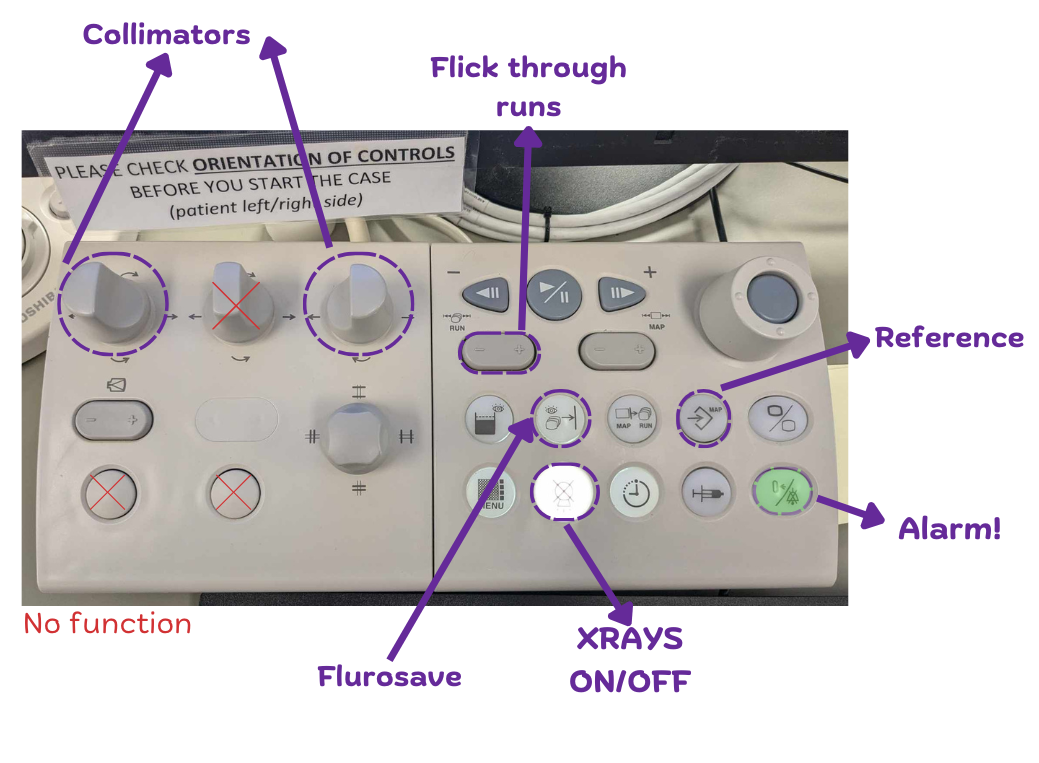 Collimators
Flick through
runs
PLEASE CHECK ORIENTATION OF CONTROLS
BEFORE YOU START THE CASE
(patient left/right side)
OSHIB
− +
RUN MAP
− + − +
− +
MAP
MAP RUN
MENU
Reference
Alarm!
No function
XRAYS
ON/OFF
Flurosave